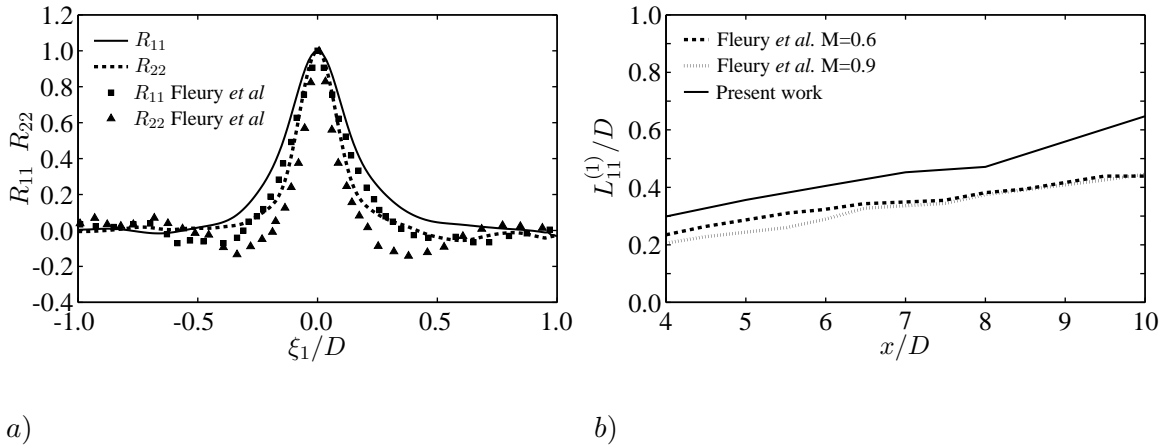 1.0
0.8
0.6
0.4
0.2
0.0
-0.2
-0.4
R₁₁ R₂₂
R₁₁
R₂₂
R₁₁ Fleury et al
R₂₂ Fleury et al
-1.0 -0.5 0.0 0.5 1.0
ξ₁/D
a)
1.0
0.8
0.6
0.4
0.2
0.0
L₁₁⁽¹⁾/D
Fleury et al. M=0.6
Fleury et al. M=0.9
Present work
4 5 6 7 8 9 10
x/D
b)